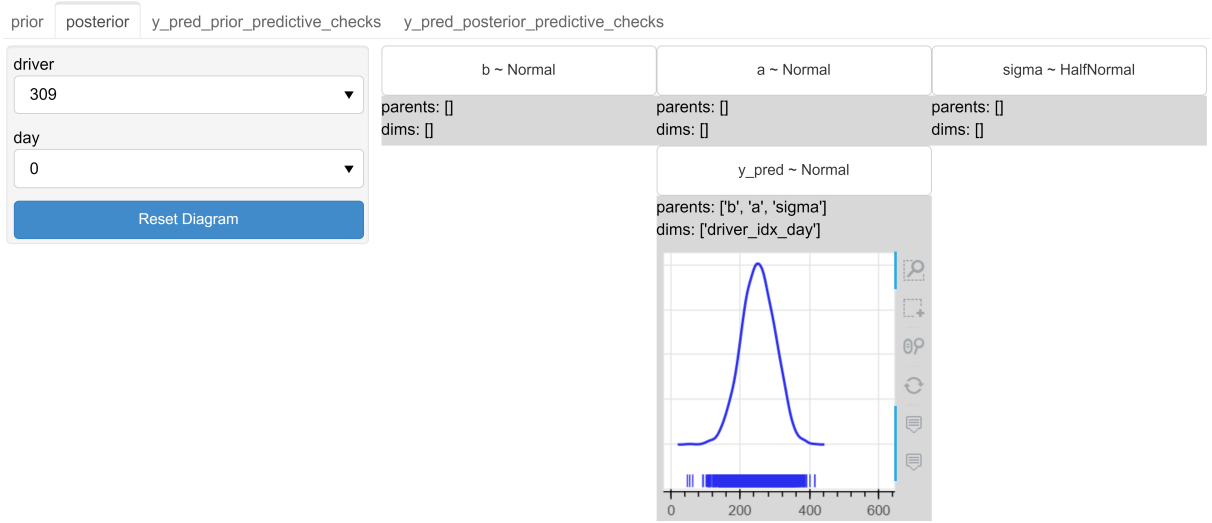 prior posterior y_pred_prior_predictive_checks y_pred_posterior_predictive_checks
driver
309
day
0
Reset Diagram
b ~ Normal a ~ Normal sigma ~ HalfNormal
parents: [] parents: [] parents: []
dims: [] dims: [] dims: []
y_pred ~ Normal
parents: ['b', 'a', 'sigma']
dims: ['driver_idx_day']
0 200 400 600